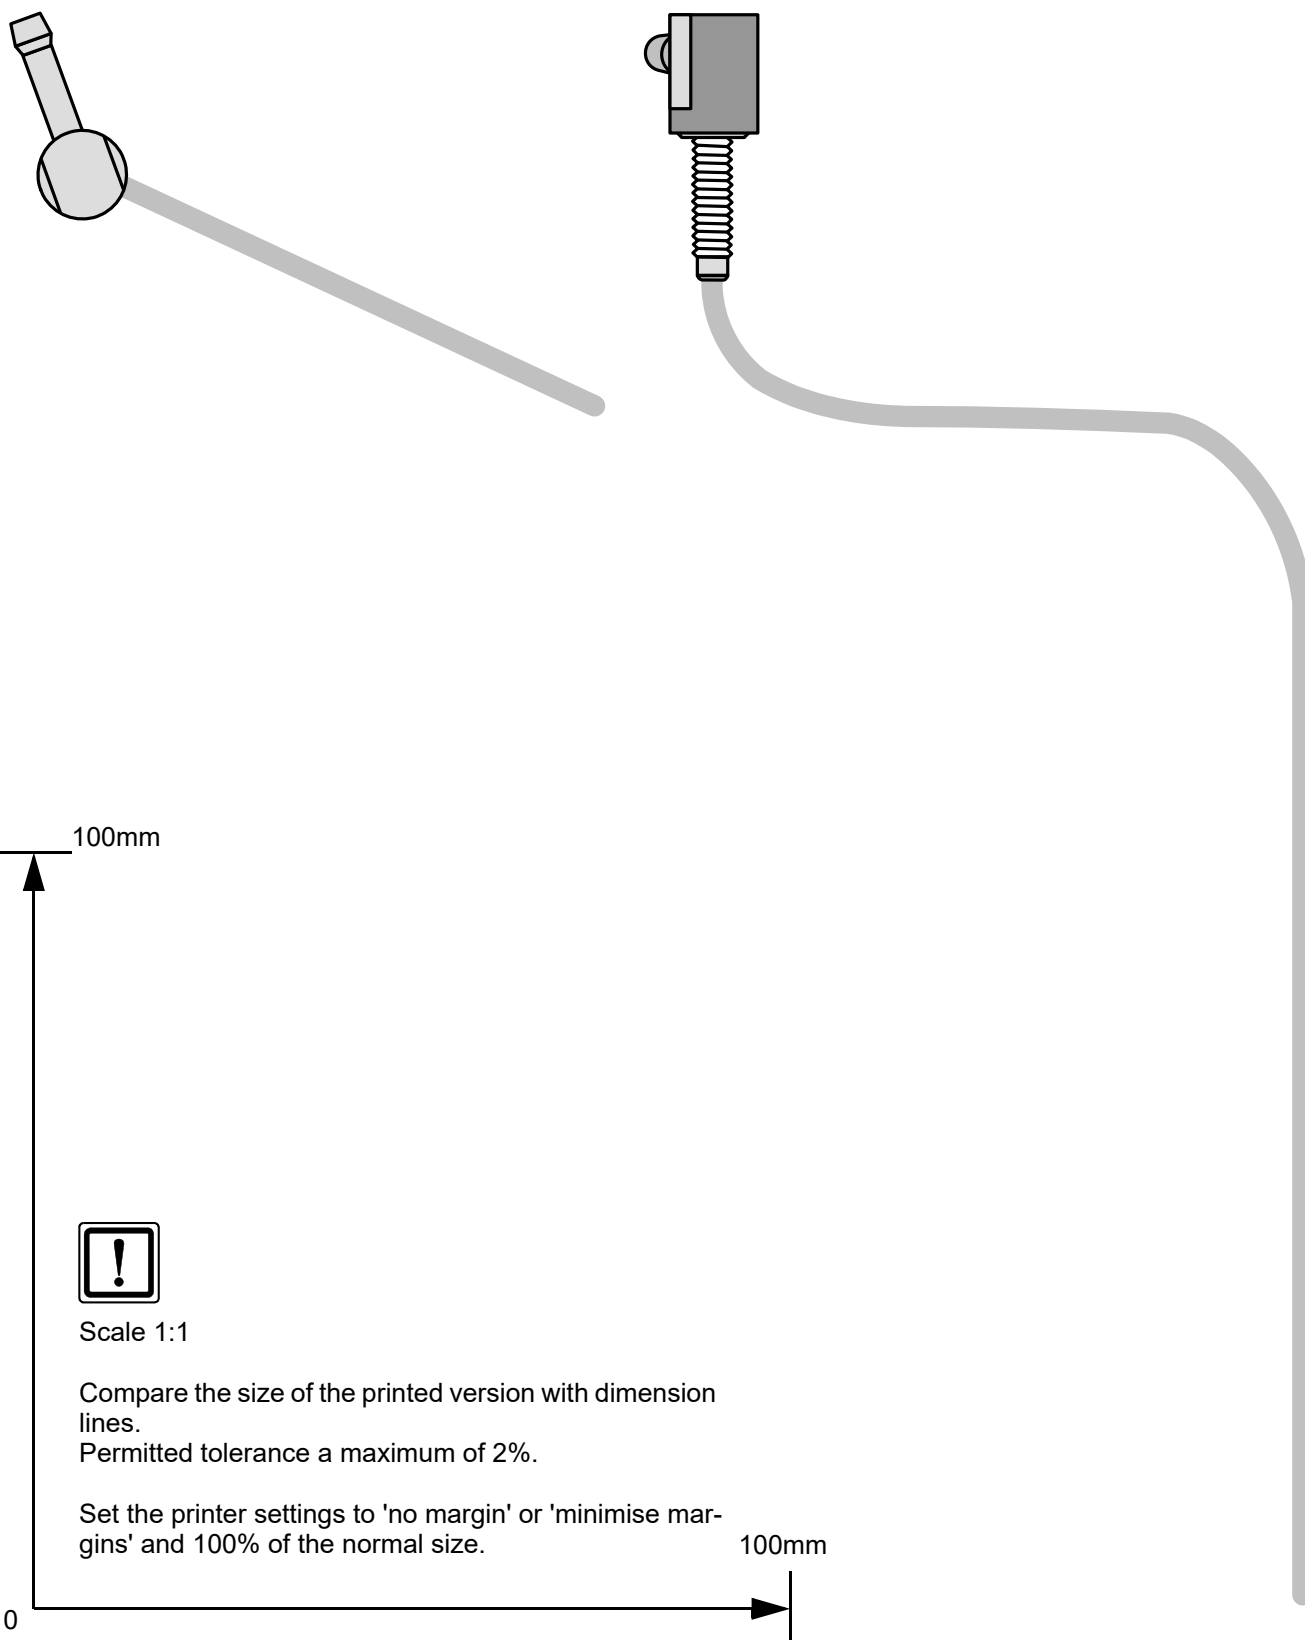 100mm
Scale 1:1
Compare the size of the printed version with dimension
lines.
Permitted tolerance a maximum of 2%.
Set the printer settings to 'no margin' or 'minimise mar-
gins' and 100% of the normal size.
100mm
0